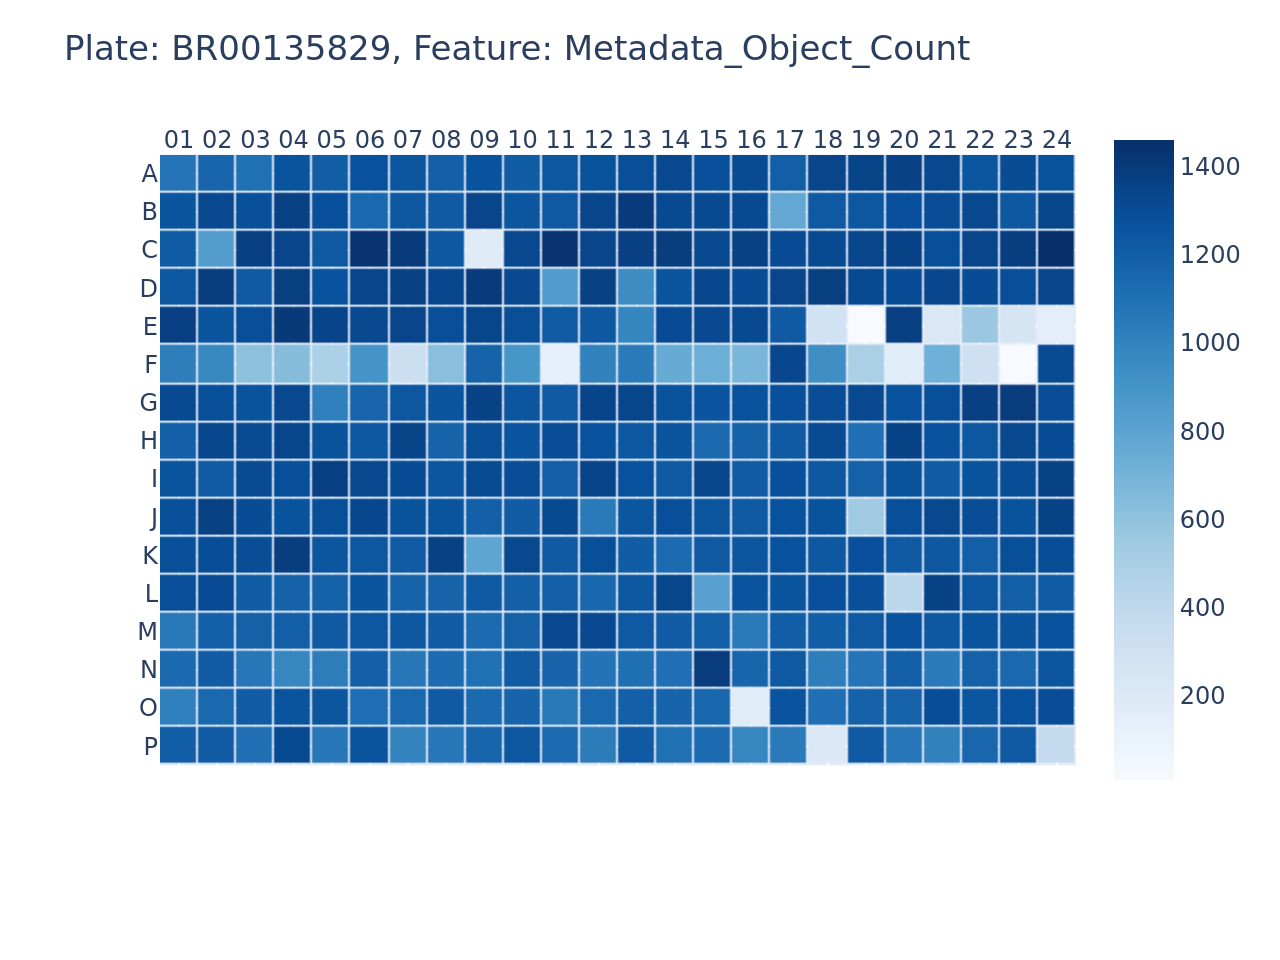 Plate: BR00135829, Feature: Metadata_Object_Count
01 02 03 04 05 06 07 08 09 10 11 12 13 14 15 16 17 18 19 20 21 22 23 24
A
B
C
D
E
F
G
H
I
J
K
L
M
N
O
P
1400
1200
1000
800
600
400
200